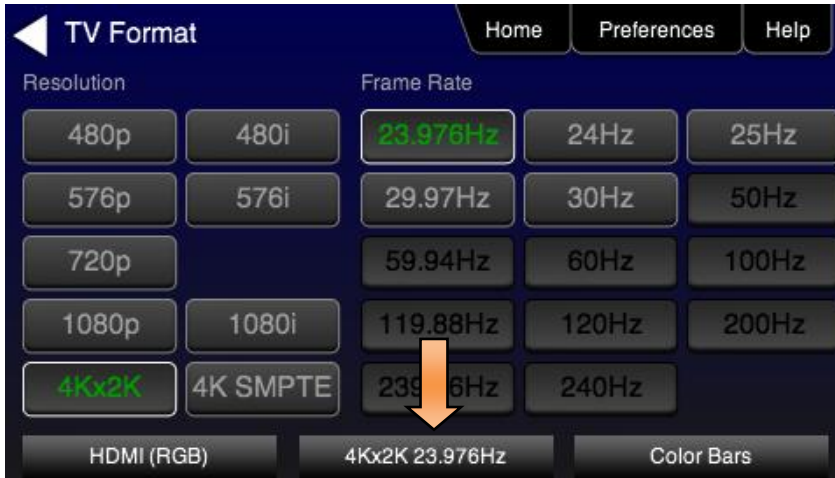 TV Format
Home Preferences Help
Resolution Frame Rate
480p 480i 23.976Hz 24Hz 25Hz
576p 576i 29.97Hz 30Hz 50Hz
720p 59.94Hz 60Hz 100Hz
1080p 1080i 119.88Hz 120Hz 200Hz
4Kx2K 4K SMPTE 240Hz
HDMI (RGB) 4Kx2K 23.976Hz Color Bars